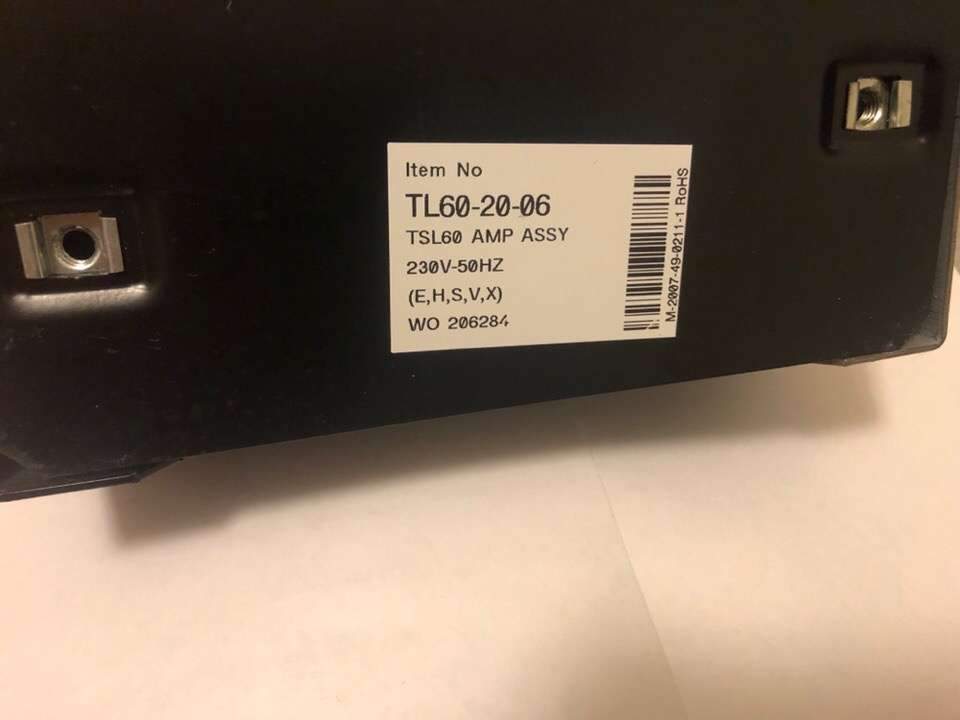 Item No
TL60-20-06
TSL60 AMP ASSY
230V-50HZ
(E,H,S,V,X)
WO 206284
M-2007-49-0211-1 RoHS